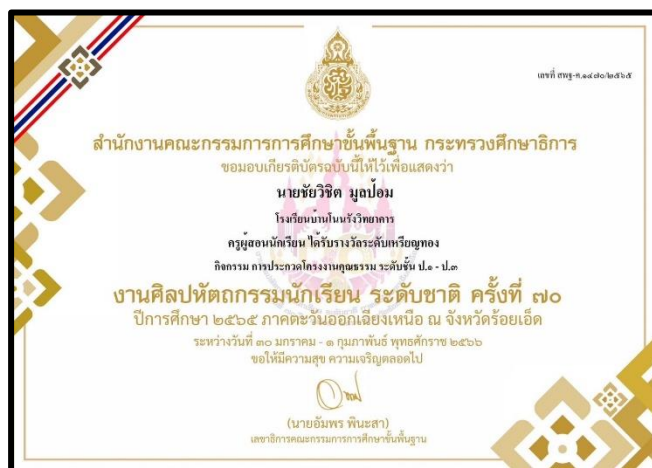 เลขที่ สพฐ-ค.๑๔๗๐/๒๕๖๕
สำนักงานคณะกรรมการการศึกษาขั้นพื้นฐาน กระทรวงศึกษาธิการ
ขอมอบเกียรติบัตรฉบับนี้ให้ไว้เพื่อแสดงว่า
นายชัยวิชิต มูลป้อม
โรงเรียนบ้านโนนรังวิทยาคาร
ครูผู้สอนนักเรียน ได้รับรางวัลระดับเหรียญทอง
กิจกรรม การประกวดโครงงานคุณธรรม ระดับชั้น ป.๑ - ป.๓
งานศิลปหัตถกรรมนักเรียน ระดับชาติ ครั้งที่ ๗๐
ปีการศึกษา ๒๕๖๕ ภาคตะวันออกเฉียงเหนือ ณ จังหวัดร้อยเอ็ด
ระหว่างวันที่ ๓๐ มกราคม - ๑ กุมภาพันธ์ พุทธศักราช ๒๕๖๖
ขอให้มีความสุข ความเจริญตลอดไป
(นายอัมพร พินะสา)
เลขาธิการคณะกรรมการการศึกษาขั้นพื้นฐาน